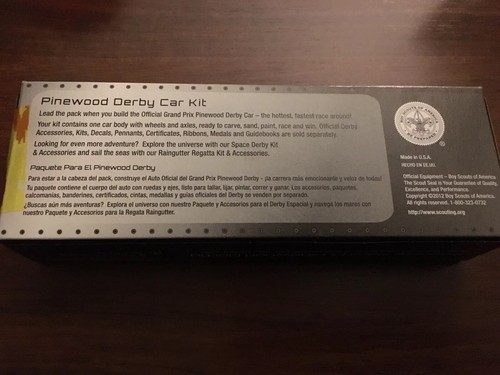 Pinewood Derby Car Kit
Lead the pack when you build the Official Grand Prix Pinewood Derby Car – the hottest, fastest race around!
Your kit contains one car body with wheels and axles, ready to carve, sand, paint, race and win. Official Derby
Accessories, Kits, Decals, Pennants, Certificates, Ribbons, Medals and Guidebooks are sold separately.
Looking for even more adventure? Explore the universe with our Space Derby Kit
& Accessories and sail the seas with our Raingutter Regatta Kit & Accessories.
Paquete Para El Pinewood Derby
Para estar a la cabeza del pack, construye el Auto Oficial del Grand Prix Pinewood Derby - ¡la carrera más emocionante y veloz de todas!
Tu paquete contiene el cuerpo del auto con ruedas y ejes, listo para tallar, lijar, pintar, correr y ganar. Los accesorios, paquetes,
calcomanías, banderines, certificados, cintas, medallas y guías oficiales del Derby se venden por separado.
¿Buscas aún más aventuras? Explora el universo con nuestro Paquete y Accesorios para el Derby Espacial y navega los mares con
nuestro Paquete y Accesorios para la Regata Raingutter.
BOY SCOUTS OF AMERICA
Made in U.S.A.
HECHO EN EE.UU.
Official Equipment – Boy Scouts of America.
The Scout Seal is Your Guarantee of Quality,
Excellence, and Performance.
Copyright ©2012 Boy Scouts of America.
All rights reserved. 1-800-323-0732
http://www.scouting.org